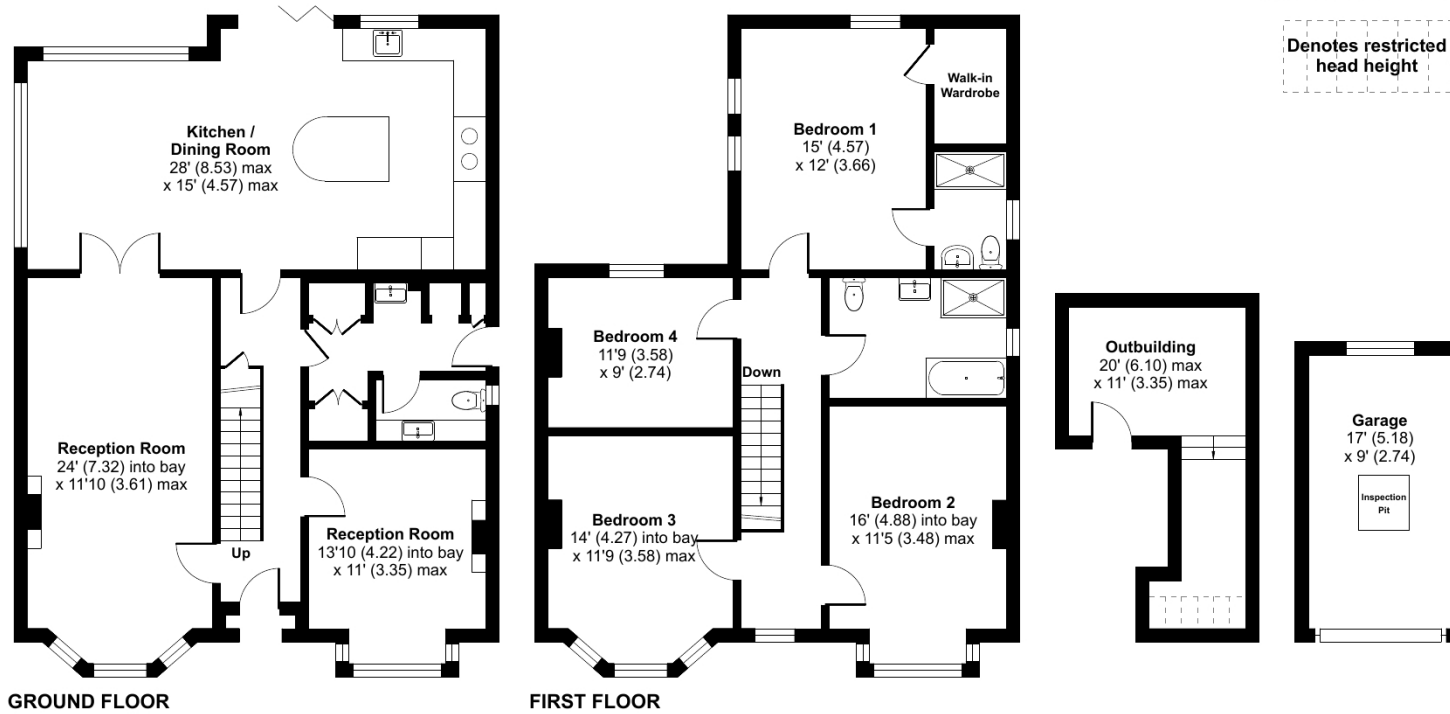 Denotes restricted
head height
Kitchen /
Dining Room
28' (8.53) max
x 15' (4.57) max
Reception Room
24' (7.32) into bay
x 11'10 (3.61) max
Up
Reception Room
13'10 (4.22) into bay
x 11' (3.35) max
GROUND FLOOR
Walk-in
Wardrobe
Bedroom 1
15' (4.57)
x 12' (3.66)
Bedroom 4
11'9 (3.58)
x 9' (2.74)
Down
Bedroom 3
14' (4.27) into bay
x 11'9 (3.58) max
Bedroom 2
16' (4.88) into bay
x 11'5 (3.48) max
FIRST FLOOR
Outbuilding
20' (6.10) max
x 11' (3.35) max
Garage
17' (5.18)
x 9' (2.74)
Inspection
Pit